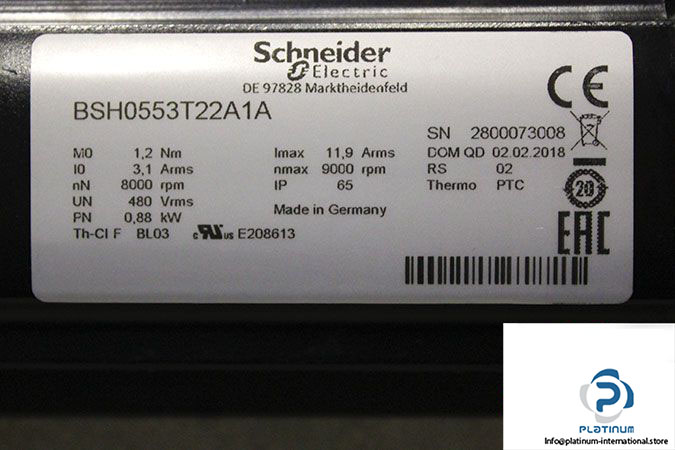 Schneider
Electric
DE 97828 Marktheidenfeld
BSH0553T22A1A
CE
SN 2800073008
M0 1,2 Nm Imax 11,9 Arms DOM QD 02.02.2018
I0 3,1 Arms nmax 9000 rpm RS 02
nN 8000 rpm IP 65 Thermo PTC
UN 480 Vrms
PN 0,88 kW Made in Germany
Th-Cl F BL03 c RU us E208613
20
EAC
PLATINUM
Info@platinum-international.store